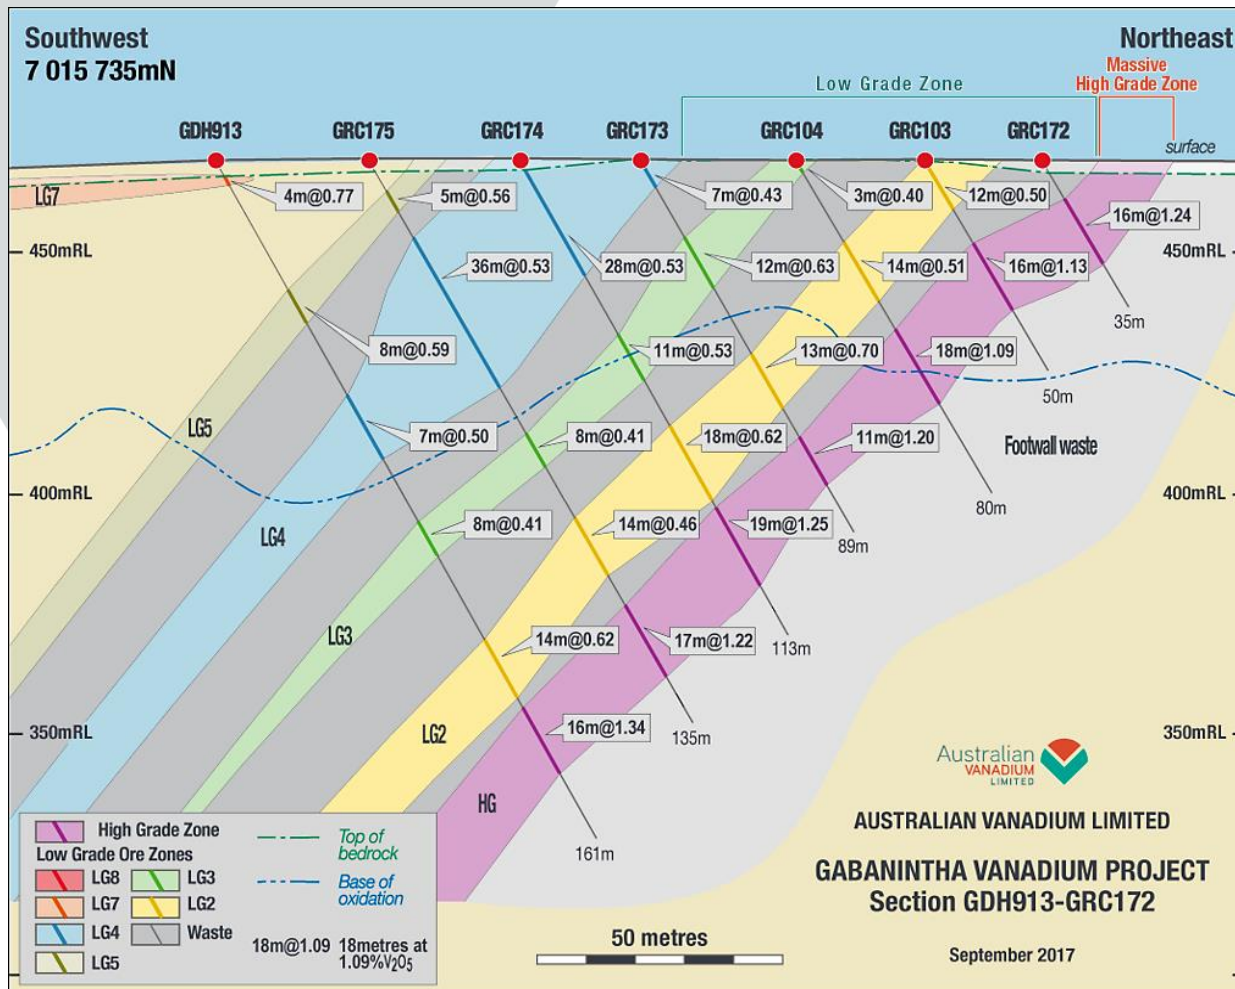 Southwest
7 015 735mN
Northeast
Massive
High Grade Zone
Low Grade Zone
surface
GDH913
GRC175
GRC174
GRC173
GRC104
GRC103
GRC172
LG7
4m@0.77
5m@0.56
7m@0.43
3m@0.40
12m@0.50
16m@1.24
450mRL
36m@0.53
28m@0.53
12m@0.63
14m@0.51
16m@1.13
450mRL
35m
8m@0.59
11m@0.53
13m@0.70
18m@1.09
50m
LG5
7m@0.50
8m@0.41
18m@0.62
11m@1.20
Footwall waste
400mRL
80m
400mRL
LG4
8m@0.41
14m@0.46
19m@1.25
89m
LG3
14m@0.62
17m@1.22
113m
350mRL
LG2
16m@1.34
135m
350mRL
HG
161m
Australian
VANADIUM
LIMITED
AUSTRALIAN VANADIUM LIMITED
GABANINTHA VANADIUM PROJECT
Section GDH913-GRC172
September 2017
50 metres
High Grade Zone
Low Grade Ore Zones
LG8
LG3
LG7
LG2
LG4
Waste
LG5
Top of
bedrock
Base of
oxidation
18m@1.09 18metres at
1.09%V₂O₅